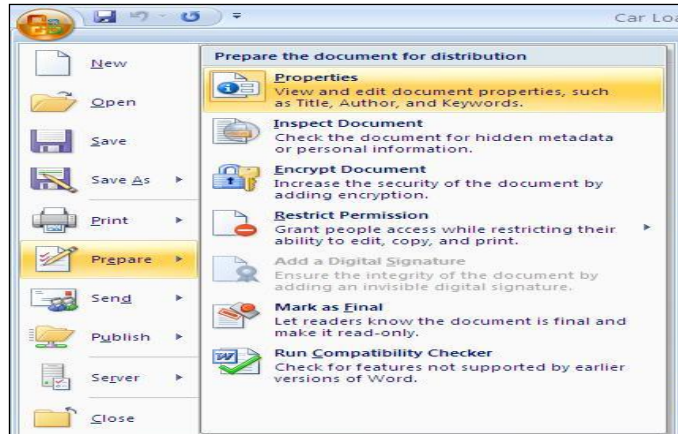 Car Loa
New
Open
Save
Save As
Print
Prepare
Send
Publish
Server
Close
Prepare the document for distribution
Properties
View and edit document properties, such
as Title, Author, and Keywords.
Inspect Document
Check the document for hidden metadata
or personal information.
Encrypt Document
Increase the security of the document by
adding encryption.
Restrict Permission
Grant people access while restricting their
ability to edit, copy, and print.
Add a Digital Signature
Ensure the integrity of the document by
adding an invisible digital signature.
Mark as Final
Let readers know the document is final and
make it read-only.
Run Compatibility Checker
Check for features not supported by earlier
versions of Word.